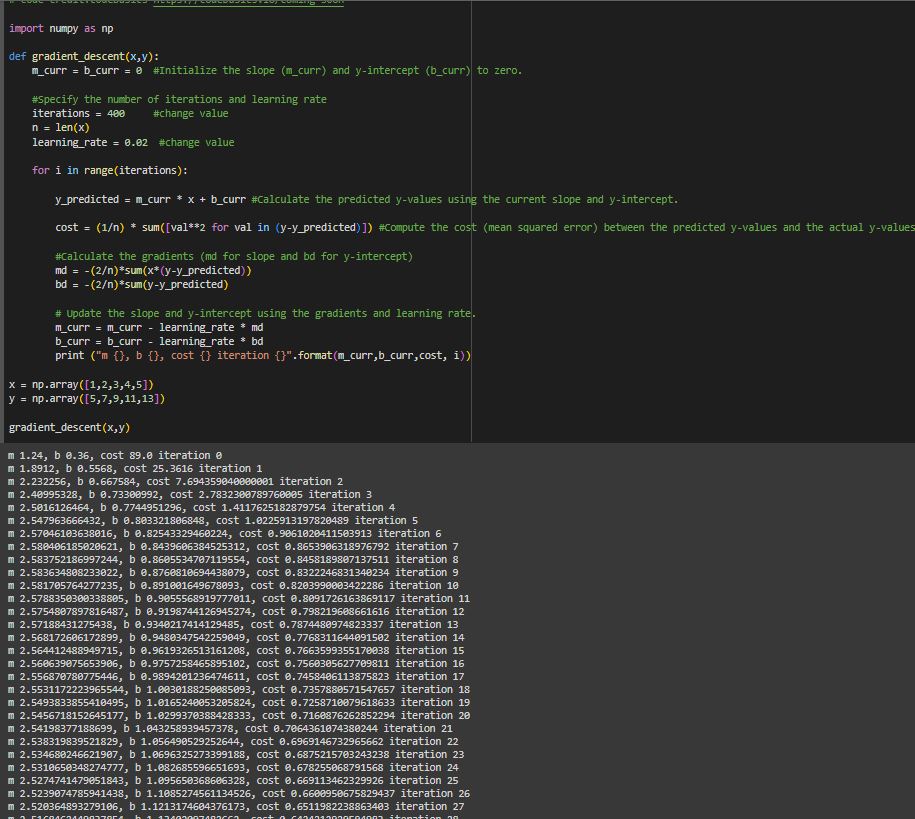 # code credit:codebasics https://codebasics.io/coming-soon
import numpy as np
def gradient_descent(x,y):
m_curr = b_curr = 0 #Initialize the slope (m_curr) and y-intercept (b_curr) to zero.
#Specify the number of iterations and learning rate
iterations = 400 #change value
n = len(x)
learning_rate = 0.02 #change value
for i in range(iterations):
y_predicted = m_curr * x + b_curr #Calculate the predicted y-values using the current slope and y-intercept.
cost = (1/n) * sum([val**2 for val in (y-y_predicted)]) #Compute the cost (mean squared error) between the predicted y-values and the actual y-values
#Calculate the gradients (md for slope and bd for y-intercept)
md = -(2/n)*sum(x*(y-y_predicted))
bd = -(2/n)*sum(y-y_predicted)
# Update the slope and y-intercept using the gradients and learning rate.
m_curr = m_curr - learning_rate * md
b_curr = b_curr - learning_rate * bd
print ("m {}, b {}, cost {} iteration {}".format(m_curr,b_curr,cost, i))
x = np.array([1,2,3,4,5])
y = np.array([5,7,9,11,13])
gradient_descent(x,y)
m 1.24, b 0.36, cost 89.0 iteration 0
m 1.8912, b 0.5568, cost 25.3616 iteration 1
m 2.232256, b 0.667584, cost 7.694359040000001 iteration 2
m 2.40995328, b 0.73300992, cost 2.7832300789760005 iteration 3
m 2.5016126464, b 0.7744951296, cost 1.4117625182879754 iteration 4
m 2.547963666432, b 0.803321806848, cost 1.0225913197820489 iteration 5
m 2.57046103638016, b 0.82543329460224, cost 0.9061020411503913 iteration 6
m 2.580406185020621, b 0.8439606384525312, cost 0.8653906318976792 iteration 7
m 2.583752186997244, b 0.8605534707119554, cost 0.8458189807137511 iteration 8
m 2.583634808233022, b 0.8760810694438079, cost 0.8322246831340234 iteration 9
m 2.581705764277235, b 0.891001649678093, cost 0.8203990003422286 iteration 10
m 2.5788350300338805, b 0.9055568919777011, cost 0.8091726163869117 iteration 11
m 2.5754807897816487, b 0.9198744126945274, cost 0.798219608661616 iteration 12
m 2.57188431275438, b 0.9340217414129485, cost 0.7874480974823337 iteration 13
m 2.568172606172899, b 0.9480347542259049, cost 0.7768311644091502 iteration 14
m 2.564412488949715, b 0.9619326513161208, cost 0.7663599355170038 iteration 15
m 2.560639075653906, b 0.9757258465895102, cost 0.7560305627709811 iteration 16
m 2.556870780775446, b 0.9894201236474611, cost 0.7458406113875823 iteration 17
m 2.5531172223965544, b 1.0030188250085093, cost 0.7357880571547657 iteration 18
m 2.5493833855410495, b 1.0165240053205824, cost 0.7258710079618633 iteration 19
m 2.5456718152645177, b 1.0299370388428333, cost 0.7160876262852294 iteration 20
m 2.54198377188699, b 1.043258939457378, cost 0.7064361074380244 iteration 21
m 2.538319839521829, b 1.056490529252644, cost 0.6969146732965662 iteration 22
m 2.534680246621907, b 1.0696325273399188, cost 0.6875215703243238 iteration 23
m 2.5310650348274777, b 1.082685596651693, cost 0.678255068791568 iteration 24
m 2.5274741479051843, b 1.095650368606328, cost 0.669113462329926 iteration 25
m 2.5239074785941438, b 1.1085274561134526, cost 0.6600950675829437 iteration 26
m 2.520364893279106, b 1.1213174604376173, cost 0.6511982238863403 iteration 27